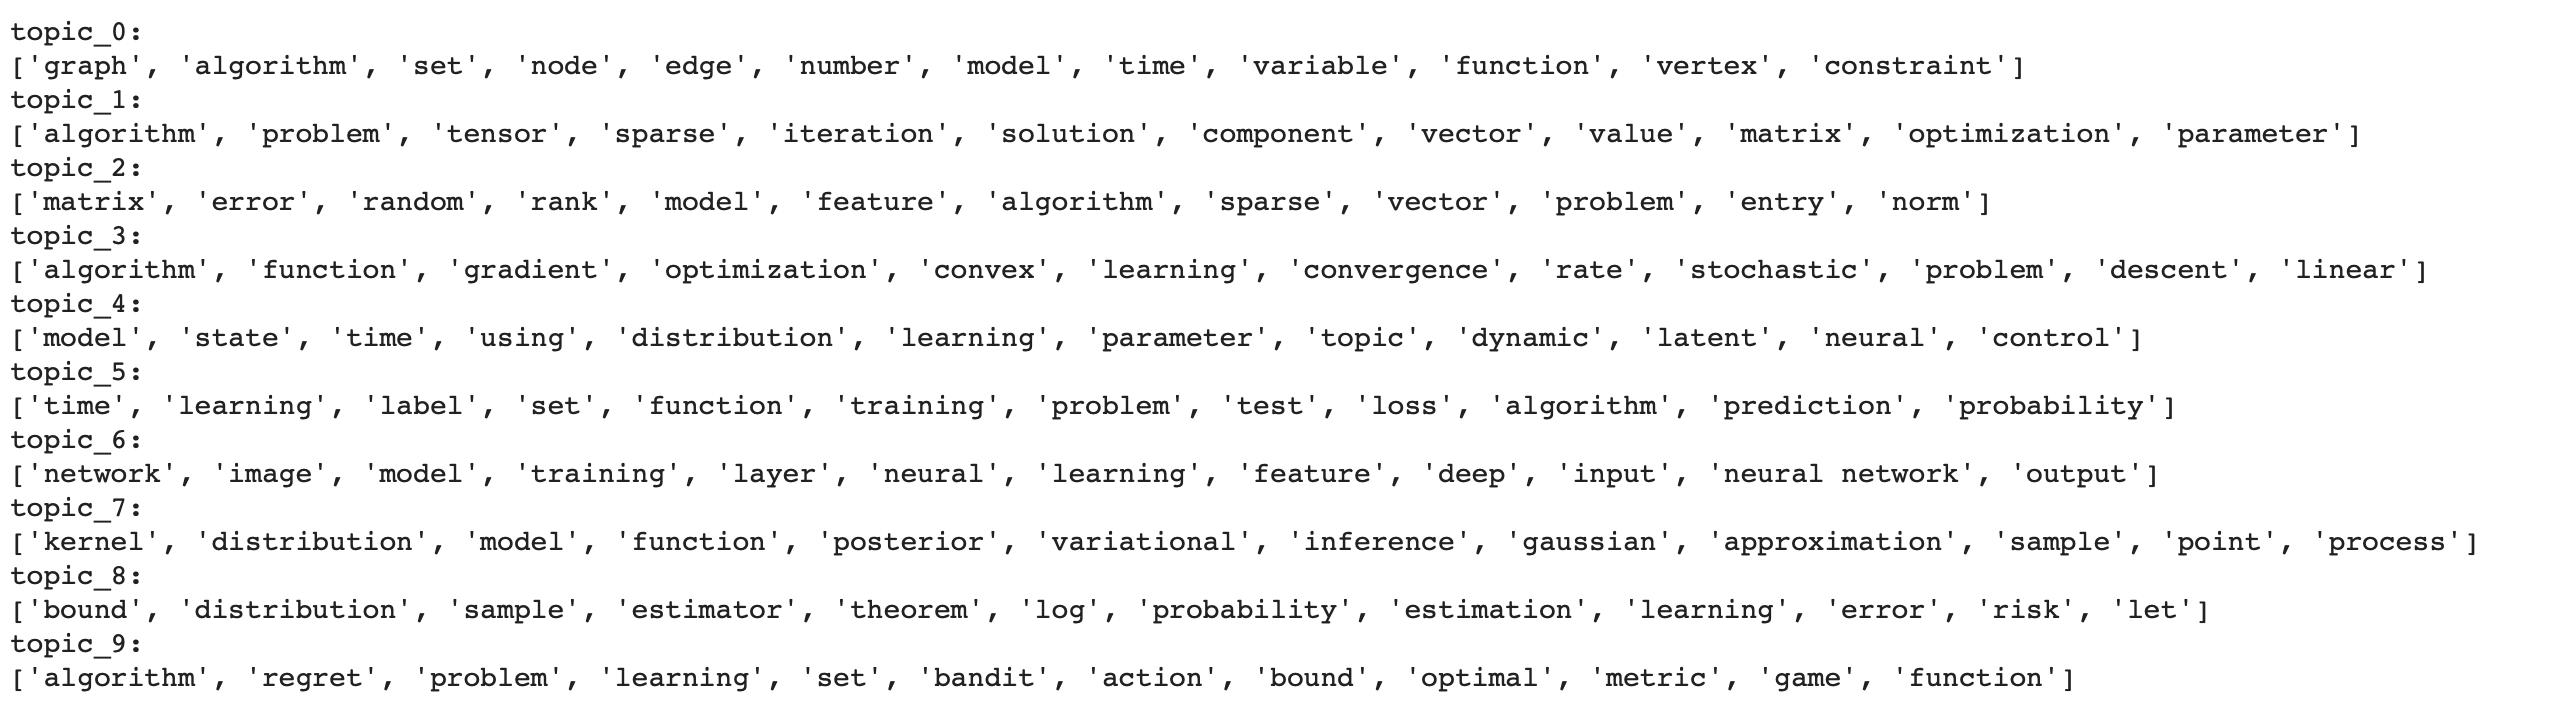 topic_0:
['graph', 'algorithm', 'set', 'node', 'edge', 'number', 'model', 'time', 'variable', 'function', 'vertex', 'constraint']
topic_1:
['algorithm', 'problem', 'tensor', 'sparse', 'iteration', 'solution', 'component', 'vector', 'value', 'matrix', 'optimization', 'parameter']
topic_2:
['matrix', 'error', 'random', 'rank', 'model', 'feature', 'algorithm', 'sparse', 'vector', 'problem', 'entry', 'norm']
topic_3:
['algorithm', 'function', 'gradient', 'optimization', 'convex', 'learning', 'convergence', 'rate', 'stochastic', 'problem', 'descent', 'linear']
topic_4:
['model', 'state', 'time', 'using', 'distribution', 'learning', 'parameter', 'topic', 'dynamic', 'latent', 'neural', 'control']
topic_5:
['time', 'learning', 'label', 'set', 'function', 'training', 'problem', 'test', 'loss', 'algorithm', 'prediction', 'probability']
topic_6:
['network', 'image', 'model', 'training', 'layer', 'neural', 'learning', 'feature', 'deep', 'input', 'neural network', 'output']
topic_7:
['kernel', 'distribution', 'model', 'function', 'posterior', 'variational', 'inference', 'gaussian', 'approximation', 'sample', 'point', 'process']
topic_8:
['bound', 'distribution', 'sample', 'estimator', 'theorem', 'log', 'probability', 'estimation', 'learning', 'error', 'risk', 'let']
topic_9:
['algorithm', 'regret', 'problem', 'learning', 'set', 'bandit', 'action', 'bound', 'optimal', 'metric', 'game', 'function']